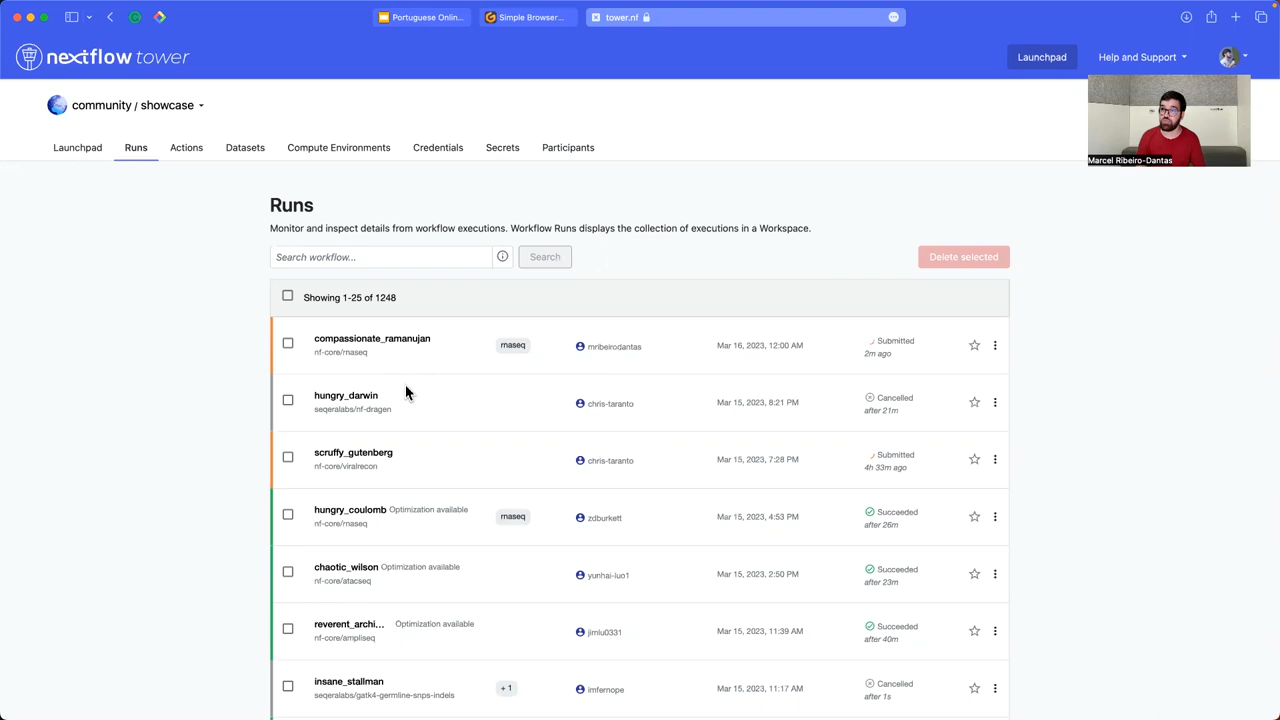 Portuguese Onlin...
Simple Browser...
tower.nf
nextflow tower
Launchpad
Help and Support
community / showcase
Marcel Ribeiro-Dantas
Launchpad
Runs
Actions
Datasets
Compute Environments
Credentials
Secrets
Participants
Runs
Monitor and inspect details from workflow executions. Workflow Runs displays the collection of executions in a Workspace.
Search workflow...
Search
Delete selected
Showing 1-25 of 1248
compassionate_ramanujan
nf-core/rnaseq
rnaseq
mribeirodantas
Mar 16, 2023, 12:00 AM
Submitted
2m ago
hungry_darwin
seqeralabs/nf-dragen
chris-taranto
Mar 15, 2023, 8:21 PM
Cancelled
after 21m
scruffy_gutenberg
nf-core/viralrecon
chris-taranto
Mar 15, 2023, 7:28 PM
Submitted
4h 33m ago
hungry_coulomb Optimization available
nf-core/rnaseq
rnaseq
zdburkett
Mar 15, 2023, 4:53 PM
Succeeded
after 26m
chaotic_wilson Optimization available
nf-core/atacseq
yunhai-luo1
Mar 15, 2023, 2:50 PM
Succeeded
after 23m
reverent_archi... Optimization available
nf-core/ampliseq
jimlu0331
Mar 15, 2023, 11:39 AM
Succeeded
after 40m
insane_stallman
seqeralabs/gatk4-germline-snps-indels
+ 1
imfernope
Mar 15, 2023, 11:17 AM
Cancelled
after 1s